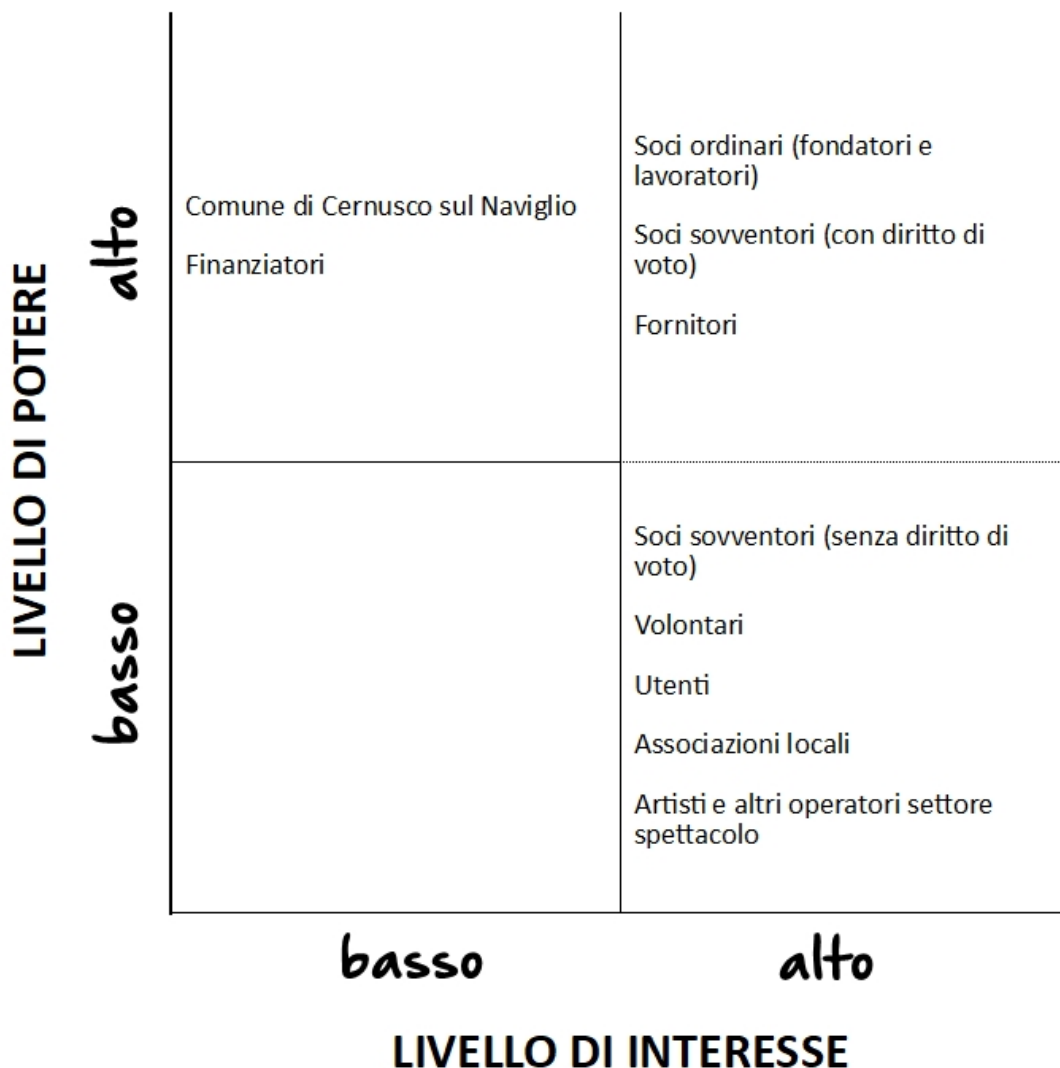 LIVELLO DI POTERE
alto
Comune di Cernusco sul Naviglio
Finanziatori
Soci ordinari (fondatori e
lavoratori)
Soci sovventori (con diritto di
voto)
Fornitori
basso
Soci sovventori (senza diritto di
voto)
Volontari
Utenti
Associazioni locali
Artisti e altri operatori settore
spettacolo
basso
alto
LIVELLO DI INTERESSE